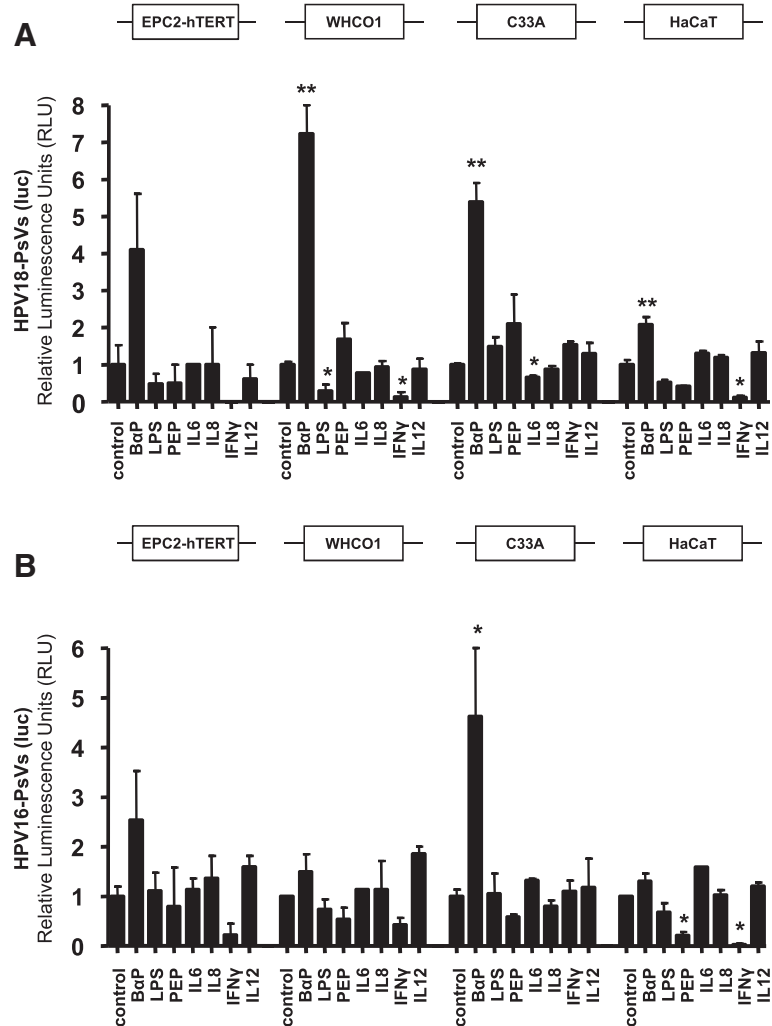 A
EPC2-hTERT WHCO1 C33A HaCaT
HPV18-PsVs (luc)
Relative Luminescence Units (RLU)
8
7
6
5
4
3
2
1
0
** ** ** * * * *
control BαP LPS PEP IL6 IL8 IFNγ IL12 control BαP LPS PEP IL6 IL8 IFNγ IL12 control BαP LPS PEP IL6 IL8 IFNγ IL12 control BαP LPS PEP IL6 IL8 IFNγ IL12
B
EPC2-hTERT WHCO1 C33A HaCaT
HPV16-PsVs (luc)
Relative Luminescence Units (RLU)
6
5
4
3
2
1
0
* * *
control BαP LPS PEP IL6 IL8 IFNγ IL12 control BαP LPS PEP IL6 IL8 IFNγ IL12 control BαP LPS PEP IL6 IL8 IFNγ IL12 control BαP LPS PEP IL6 IL8 IFNγ IL12